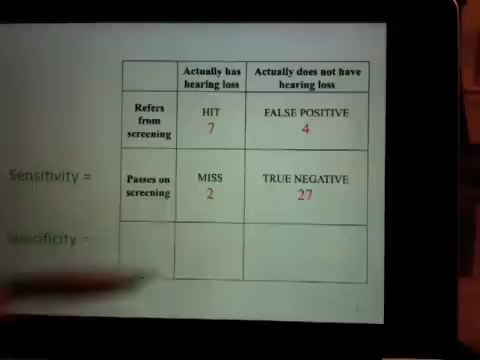 Actually has
hearing loss
Actually does not have
hearing loss
Refers
from
screening
HIT
7
FALSE POSITIVE
4
Sensitivity =
Passes on
screening
MISS
2
TRUE NEGATIVE
27
Specificity =